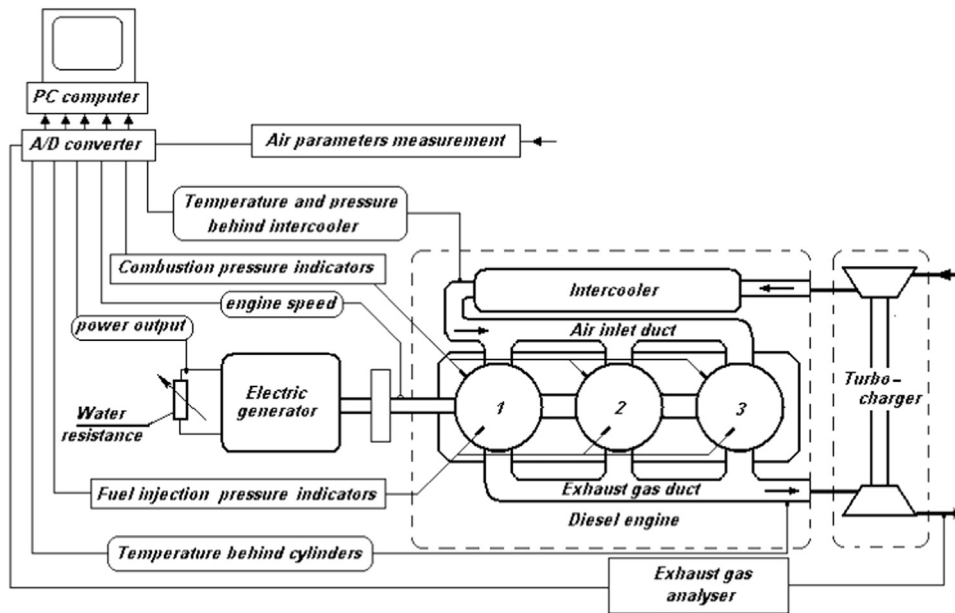 PC computer
A/D converter
Air parameters measurement
Temperature and pressure
behind intercooler
Combustion pressure indicators
Intercooler
engine speed
power output
Air inlet duct
Electric
generator
1
2
3
Turbo-
charger
Water
resistance
Fuel injection pressure indicators
Exhaust gas duct
Diesel engine
Temperature behind cylinders
Exhaust gas
analyser